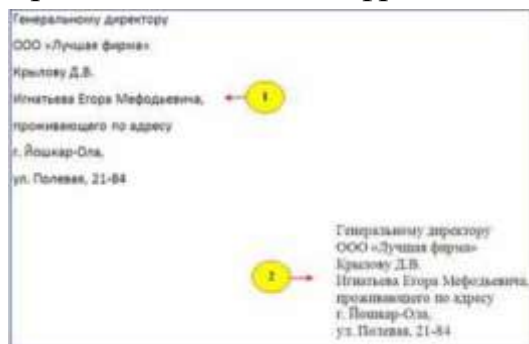 Генеральному директору
ООО «Лучшая фирма»
Крылову Д.В.
Игнатьева Егора Мефодьевича,
проживающего по адресу
г. Йошкар-Ола,
ул. Полевая, 21-84
1
2
Генеральному директору
ООО «Лучшая фирма»
Крылову Д.В.
Игнатьева Егора Мефодьевича,
проживающего по адресу
г. Йошкар-Ола,
ул. Полевая, 21-84